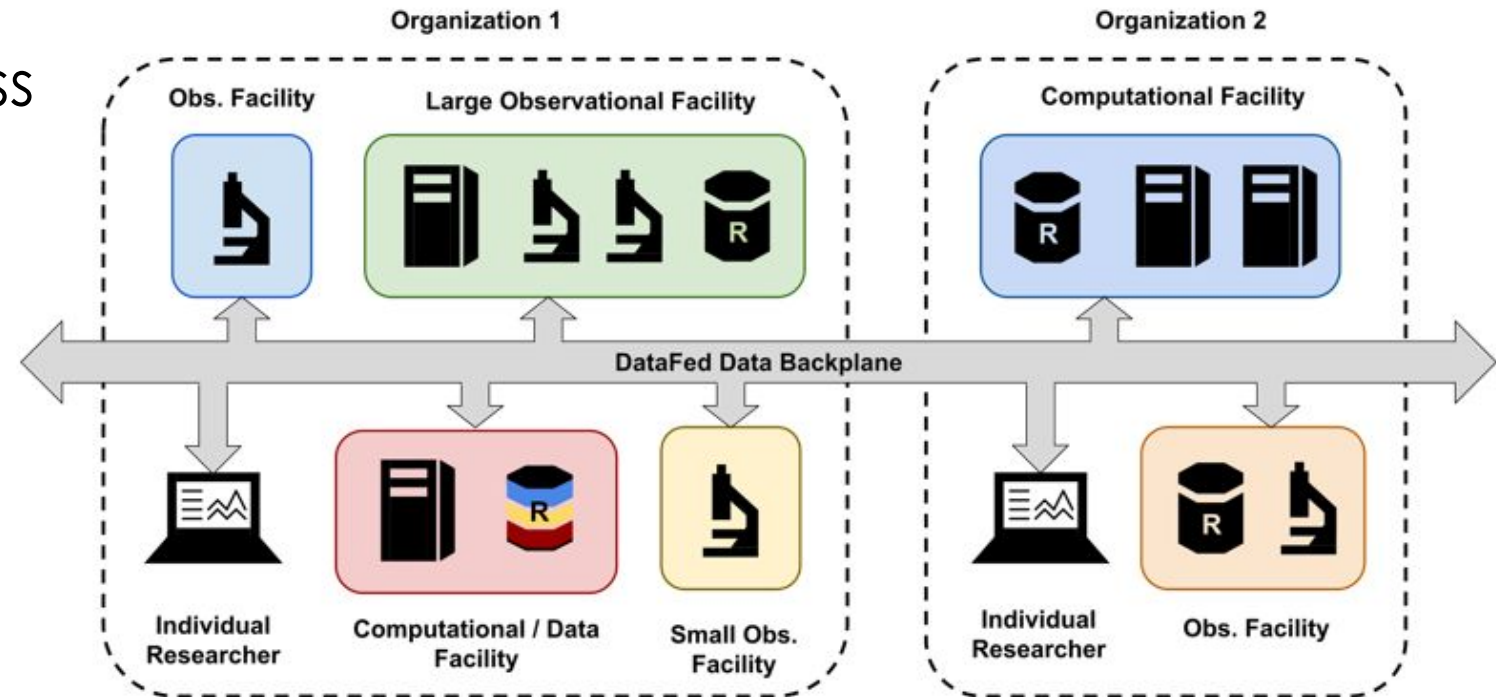 Organization 1
Organization 2
ss
Obs. Facility
Large Observational Facility
Computational Facility
R
R
DataFed Data Backplane
R
R
Individual
Researcher
Computational / Data
Facility
Small Obs.
Facility
Individual
Researcher
Obs. Facility